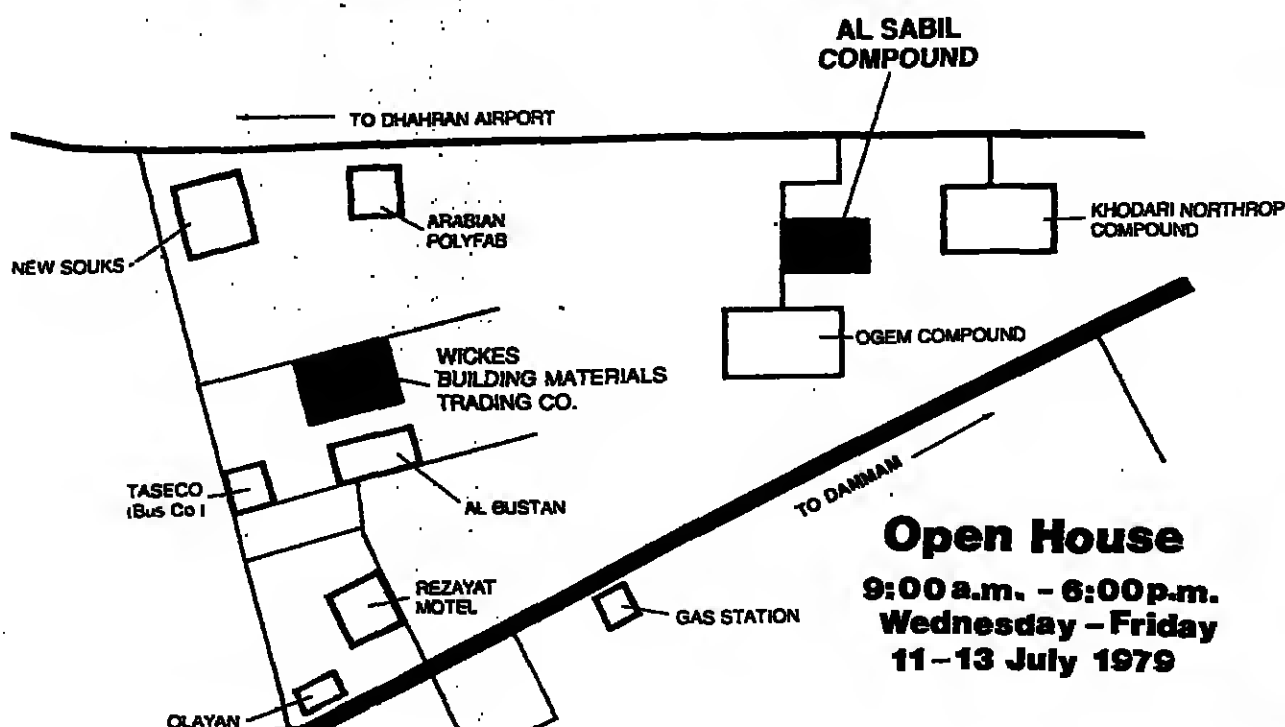 AL SABIL
COMPOUND
TO DHAHRAN AIRPORT
ARABIAN
POLYFAB
KHODARI NORTHROP
COMPOUND
NEW SOUKS
OGEM COMPOUND
WICKES
BUILDING MATERIALS
TRADING CO.
TASECO
(Bus Co)
AL BUSTAN
TO DAMMAM
Open House
9:00 a.m. - 6:00 p.m.
Wednesday - Friday
11-13 July 1979
REZAYAT
MOTEL
GAS STATION
OLAYAN